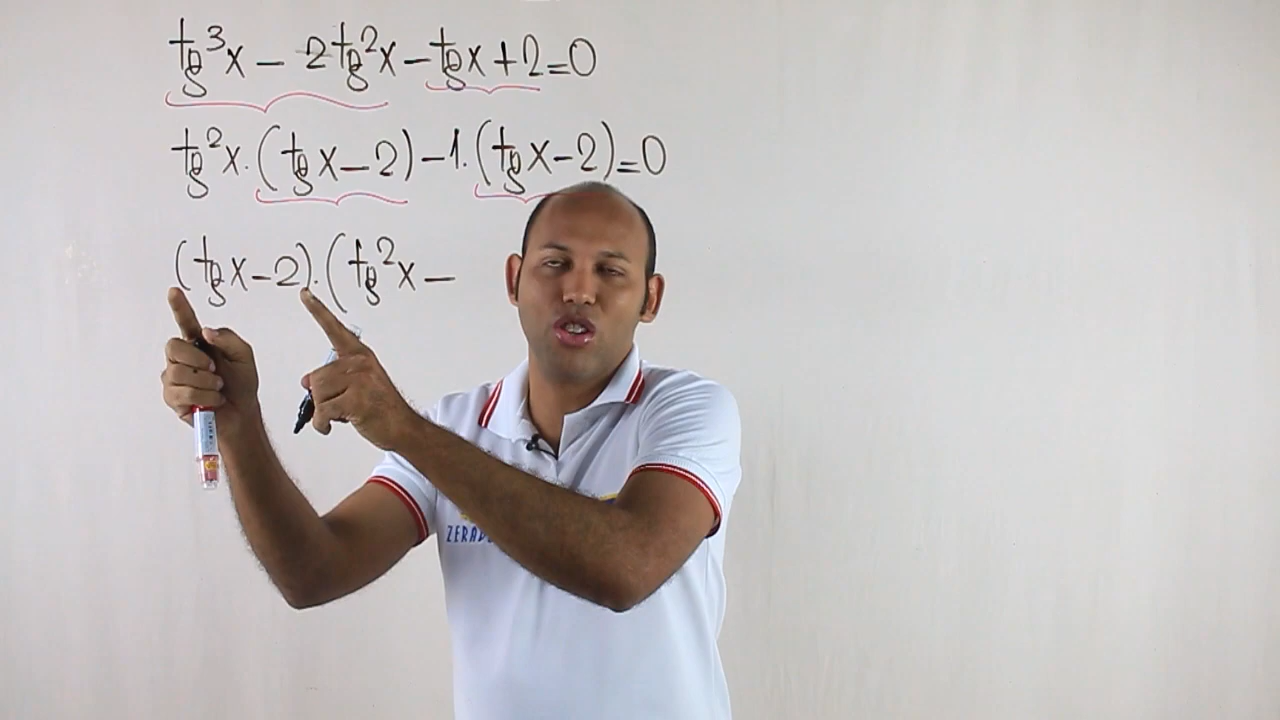 tg³x – 2tg²x – tgx + 2 = 0
tg²x · (tgx – 2) – 1 · (tgx – 2) = 0
(tgx – 2) · (tg²x –